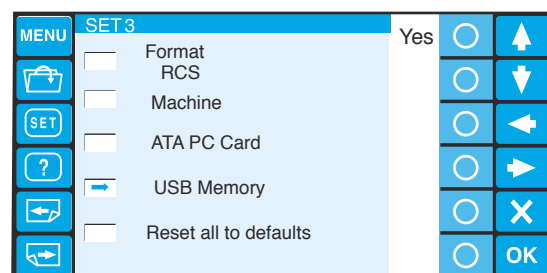 MENU
SET 3
Yes
Format
RCS
Machine
SET
ATA PC Card
?
USB Memory
Reset all to defaults
OK